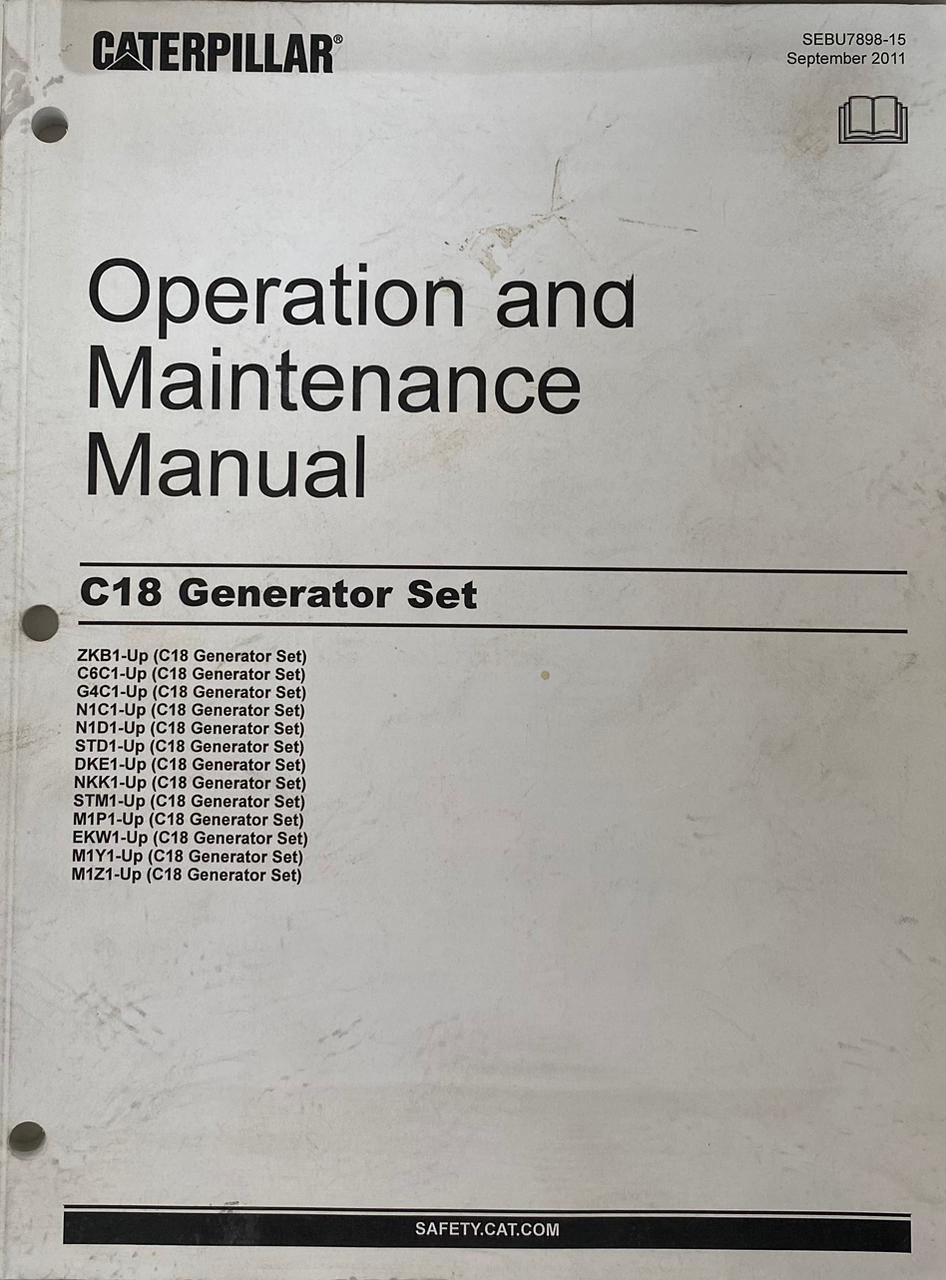 CATERPILLAR®
SEBU7898-15
September 2011
Operation and
Maintenance
Manual
C18 Generator Set
ZKB1-Up (C18 Generator Set)
C6C1-Up (C18 Generator Set)
G4C1-Up (C18 Generator Set)
N1C1-Up (C18 Generator Set)
N1D1-Up (C18 Generator Set)
STD1-Up (C18 Generator Set)
DKE1-Up (C18 Generator Set)
NKK1-Up (C18 Generator Set)
STM1-Up (C18 Generator Set)
M1P1-Up (C18 Generator Set)
EKW1-Up (C18 Generator Set)
M1Y1-Up (C18 Generator Set)
M1Z1-Up (C18 Generator Set)
SAFETY.CAT.COM